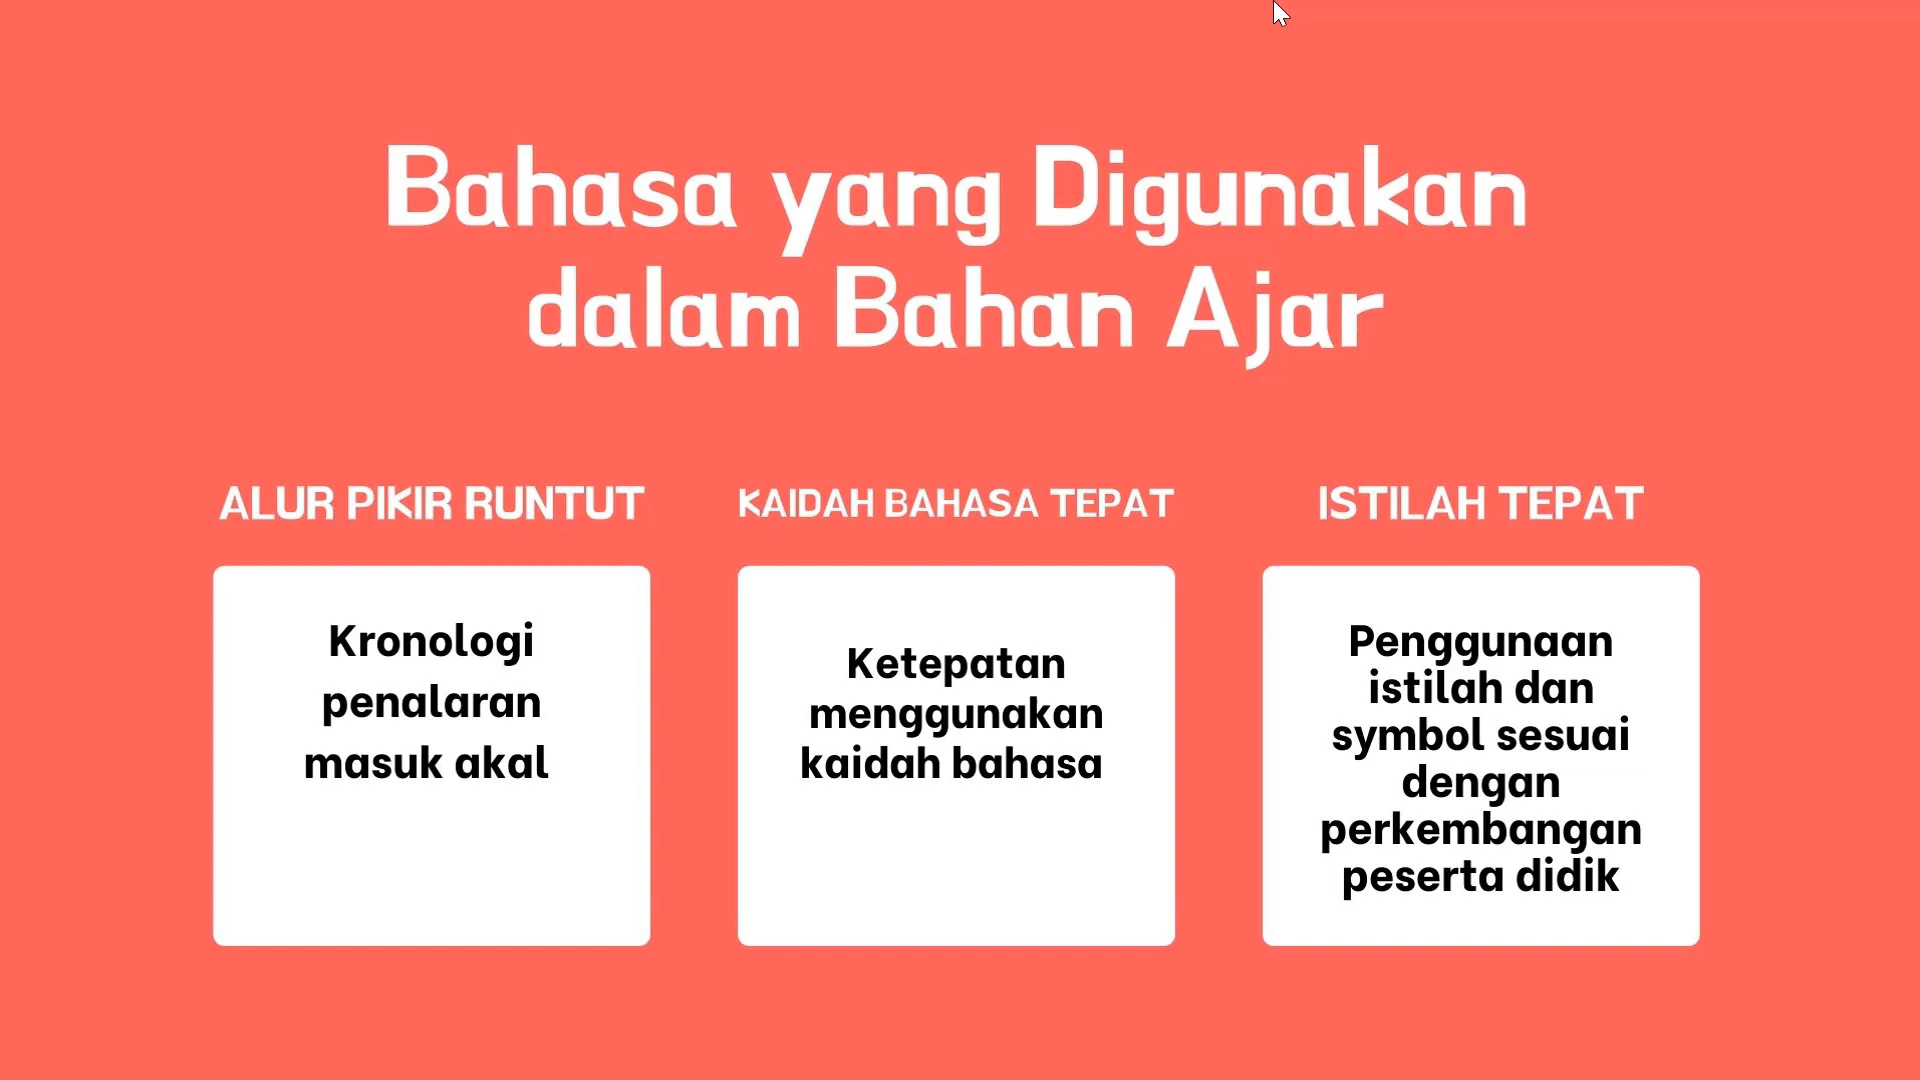 Bahasa yang Digunakan
dalam Bahan Ajar
ALUR PIKIR RUNTUT
Kronologi
penalaran
masuk akal
KAIDAH BAHASA TEPAT
Ketepatan
menggunakan
kaidah bahasa
ISTILAH TEPAT
Penggunaan
istilah dan
symbol sesuai
dengan
perkembangan
peserta didik